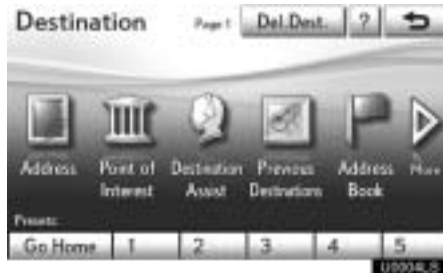 Destination Page 1 Del.Dest. ?
Address Point of Interest Destination Assist Previous Destinations Address Book More
Presets
Go Home 1 2 3 4 5
U0004LS